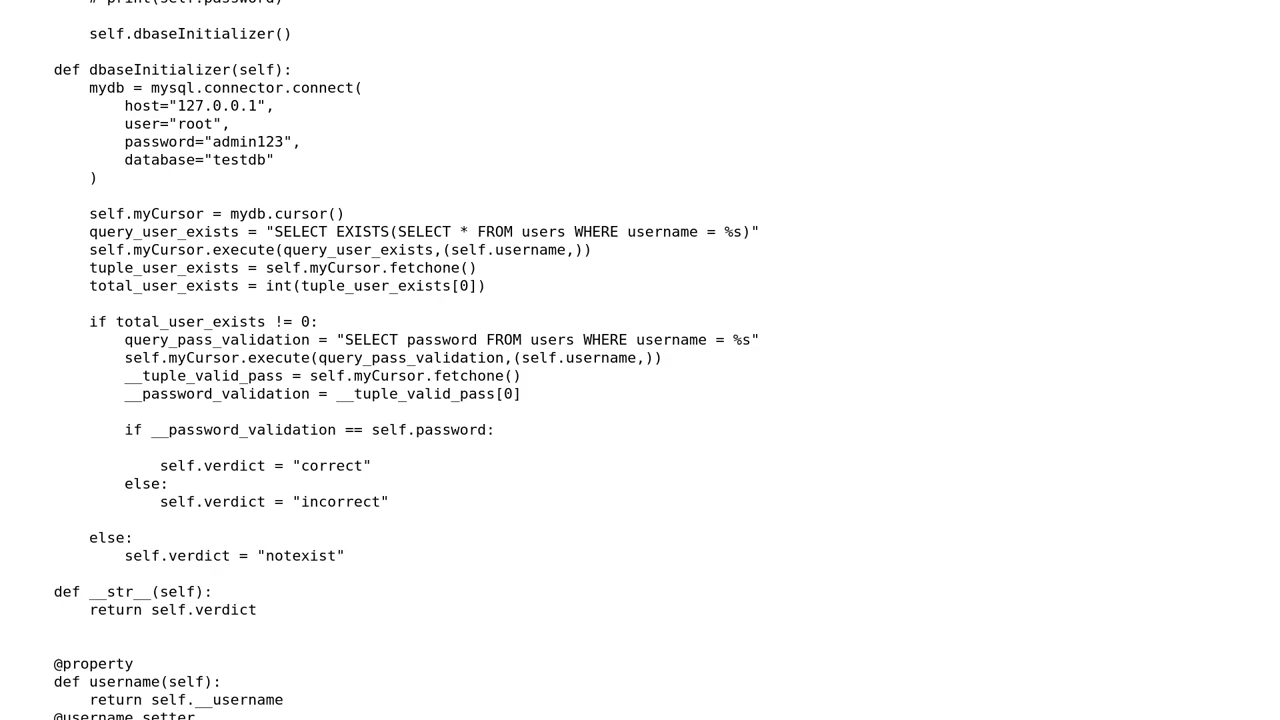 # print(self.password)
self.dbaseInitializer()
def dbaseInitializer(self):
mydb = mysql.connector.connect(
host="127.0.0.1",
user="root",
password="admin123",
database="testdb"
)
self.myCursor = mydb.cursor()
query_user_exists = "SELECT EXISTS(SELECT * FROM users WHERE username = %s)"
self.myCursor.execute(query_user_exists,(self.username,))
tuple_user_exists = self.myCursor.fetchone()
total_user_exists = int(tuple_user_exists[0])
if total_user_exists != 0:
query_pass_validation = "SELECT password FROM users WHERE username = %s"
self.myCursor.execute(query_pass_validation,(self.username,))
__tuple_valid_pass = self.myCursor.fetchone()
__password_validation = __tuple_valid_pass[0]
if __password_validation == self.password:
self.verdict = "correct"
else:
self.verdict = "incorrect"
else:
self.verdict = "notexist"
def __str__(self):
return self.verdict
@property
def username(self):
return self.__username
@username.setter